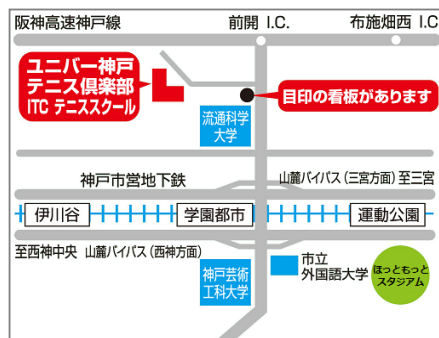 阪神高速神戸線
前開 I.C.
布施畑西 I.C
ユニバー神戸
テニス倶楽部
ITC テニススクール
目印の看板があります
流通科学
大学
神戸市営地下鉄
山麓バイパス（三宮方面）至三宮
伊川谷
学園都市
運動公園
至西神中央 山麓バイパス（西神方面）
神戸芸術
工科大学
市立
外国語大学
ほっともっと
スタジアム